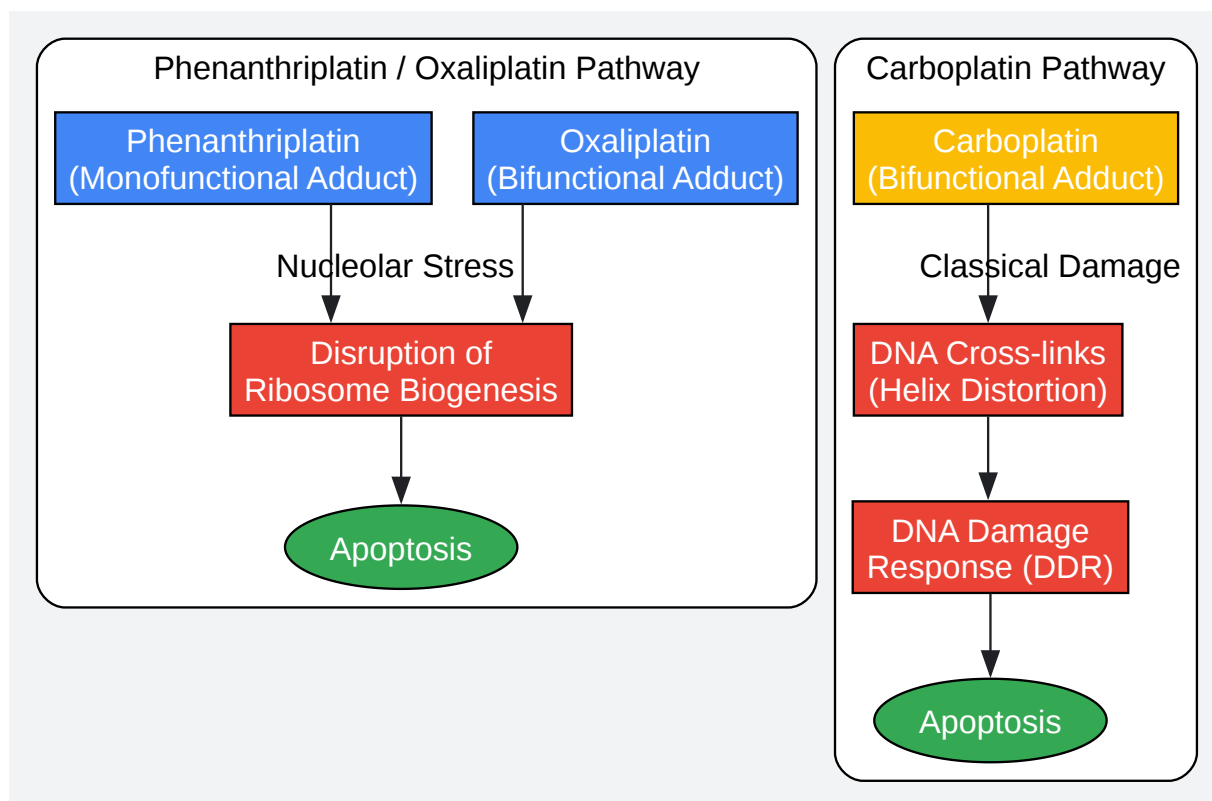 Phenanthriplatin / Oxaliplatin Pathway
Phenanthriplatin
(Monofunctional Adduct)
Oxaliplatin
(Bifunctional Adduct)
Nucleolar Stress
Disruption of
Ribosome Biogenesis
Apoptosis
Carboplatin Pathway
Carboplatin
(Bifunctional Adduct)
Classical Damage
DNA Cross-links
(Helix Distortion)
DNA Damage
Response (DDR)
Apoptosis